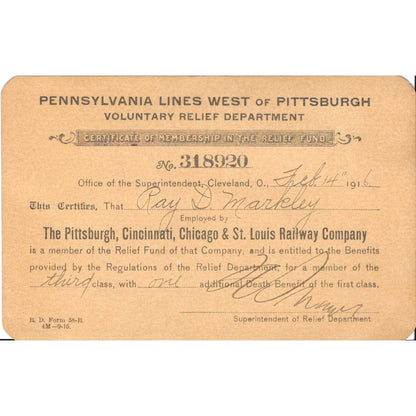 PENNSYLVANIA LINES WEST OF PITTSBURGH
VOLUNTARY RELIEF DEPARTMENT
CERTIFICATE OF MEMBERSHIP IN THE RELIEF FUND
No. 318920
Office of the Superintendent, Cleveland, O., Feb. 14" 1916
This Certifies, That Ray D. Markley
Employed by
The Pittsburgh, Cincinnati, Chicago & St. Louis Railway Company
is a member of the Relief Fund of that Company, and is entitled to the Benefits
provided by the Regulations of the Relief Department, for a member of the
third class, with one additional Death Benefit of the first class.
Superintendent of Relief Department
R. D. Form 38-B.
4M—9-15.